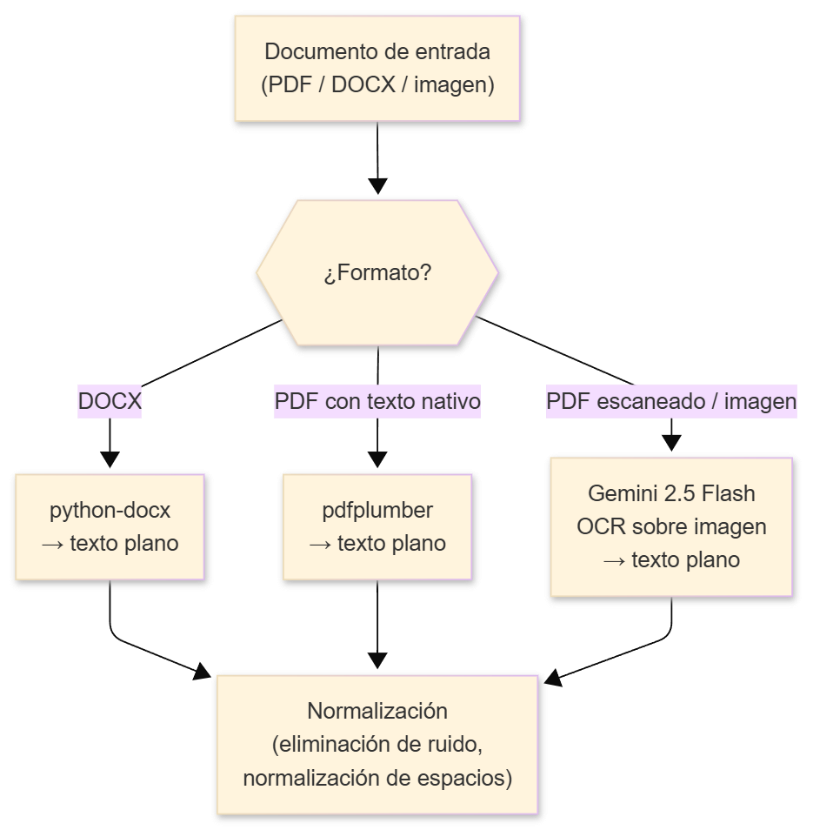 Documento de entrada
(PDF / DOCX / imagen)
¿Formato?
DOCX
PDF con texto nativo
PDF escaneado / imagen
python-docx
→ texto plano
pdfplumber
→ texto plano
Gemini 2.5 Flash
OCR sobre imagen
→ texto plano
Normalización
(eliminación de ruido,
normalización de espacios)